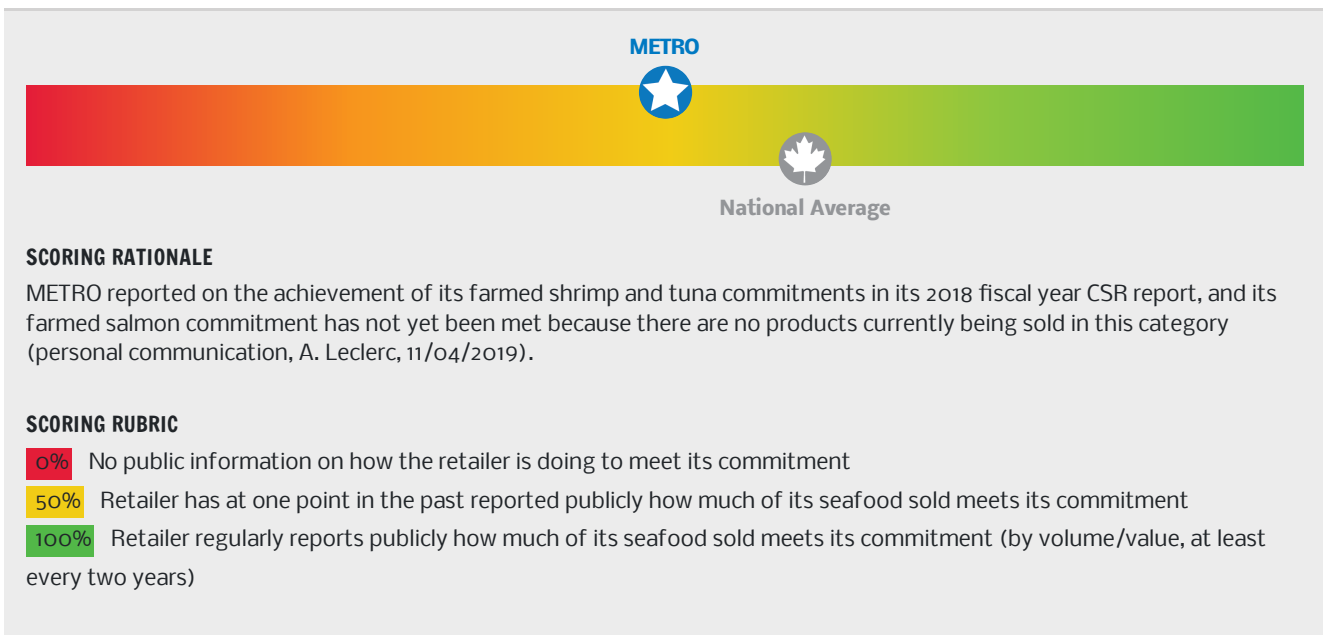 METRO
National Average
SCORING RATIONALE
METRO reported on the achievement of its farmed shrimp and tuna commitments in its 2018 fiscal year CSR report, and its
farmed salmon commitment has not yet been met because there are no products currently being sold in this category
(personal communication, A. Leclerc, 11/04/2019).
SCORING RUBRIC
0% No public information on how the retailer is doing to meet its commitment
50% Retailer has at one point in the past reported publicly how much of its seafood sold meets its commitment
100% Retailer regularly reports publicly how much of its seafood sold meets its commitment (by volume/value, at least
every two years)